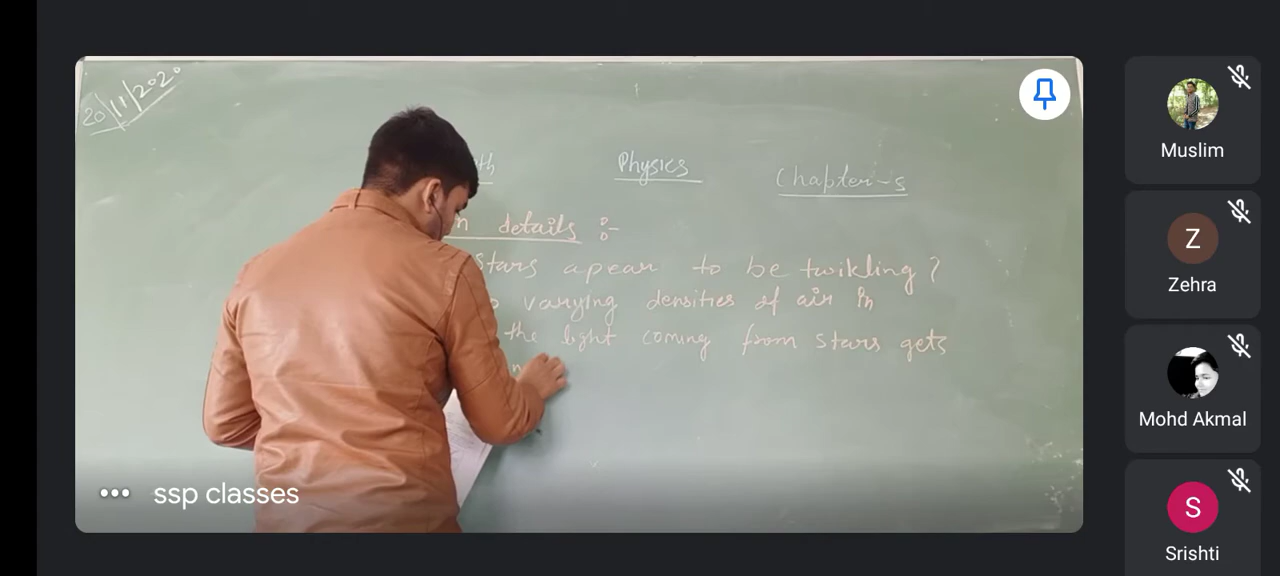 20/11/2020
th Physics Chapter-5
n details :-
stars apear to be twikling ?
varying densities of air in
the light coming from stars gets
ssp classes
Muslim
Z
Zehra
Mohd Akmal
S
Srishti